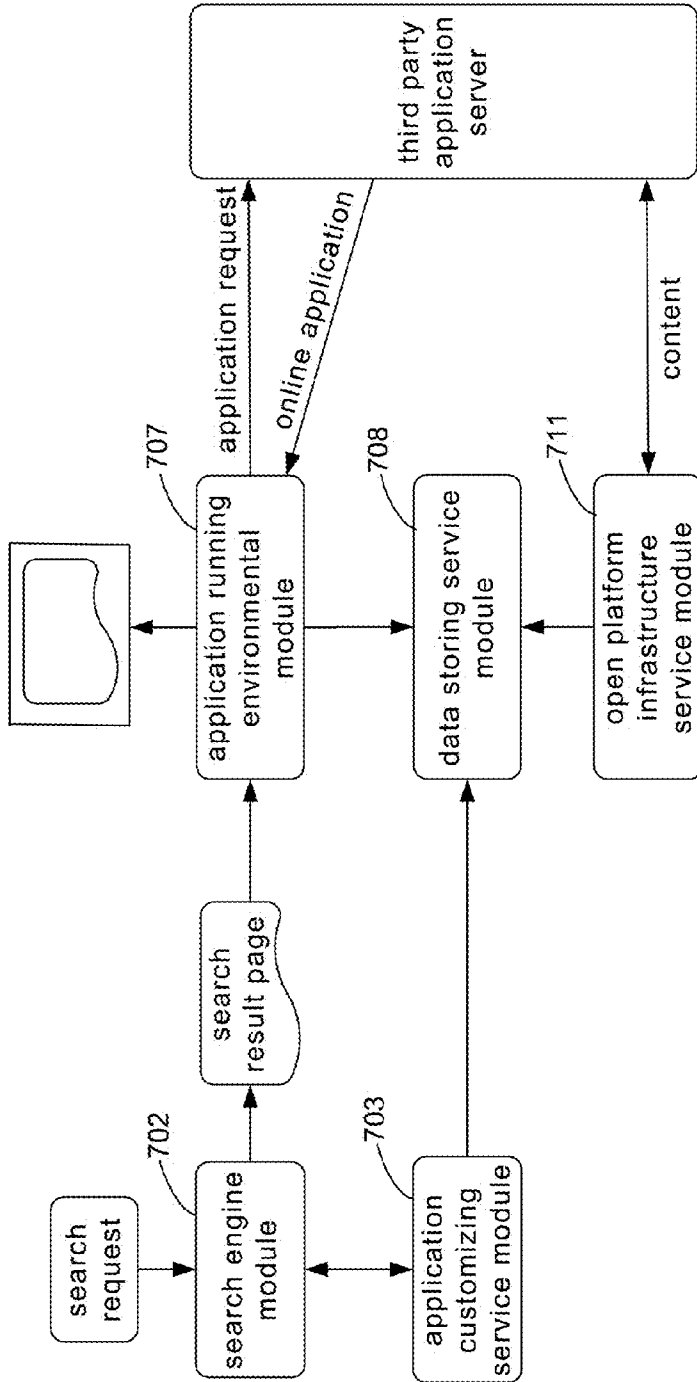 search
request
702
search engine
module
703
application
customizing
service module
search
result page
707
application running
environmental
module
708
data storing service
module
711
open platform
infrastructure
service module
application request
online application
content
third party
application
server